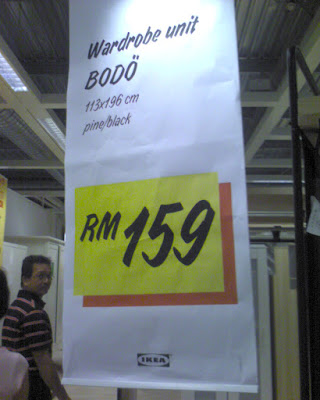 Wardrobe unit
BODÖ
113x196 cm
pine/black
RM 159
IKEA